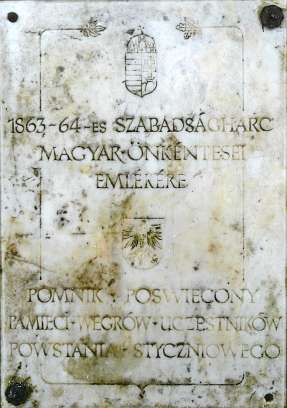 1863-64-ES SZABADSÁGHARC
MAGYAR·ÖNKÉNTESEI
EMLÉKÉRE
POMNIK · POŚWIĘCONY
PAMIĘCI·WĘGRÓW·UCZESTNIKÓW
POWSTANIA·STYCZNIOWEGO